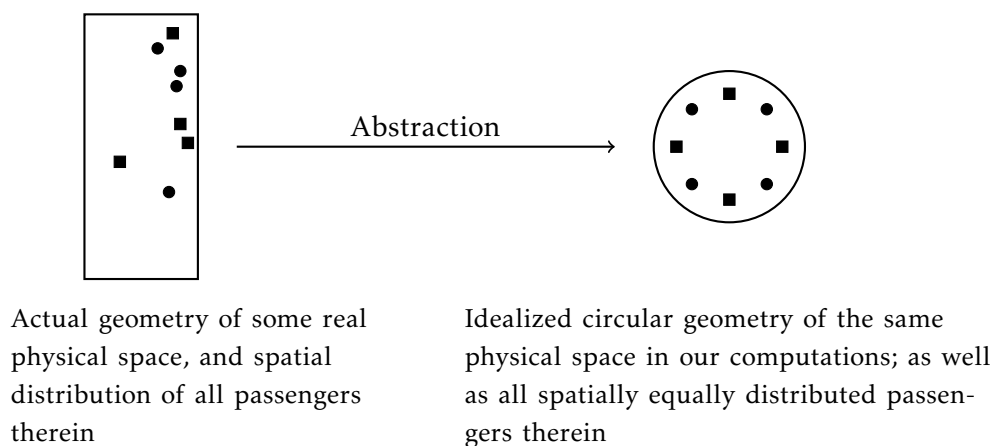 Abstraction
Actual geometry of some real
physical space, and spatial
distribution of all passengers
therein
Idealized circular geometry of the same
physical space in our computations; as well
as all spatially equally distributed passen-
gers therein